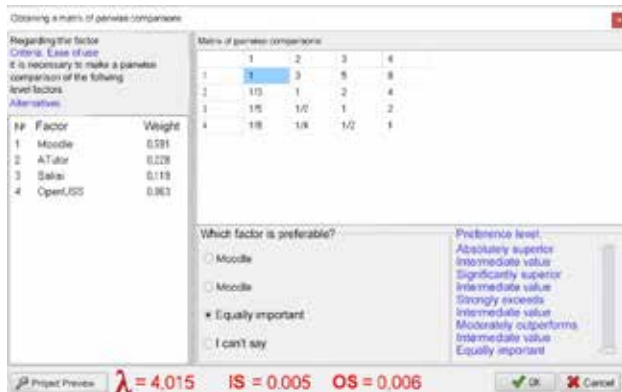 Obtaining a matrix of pairwise comparisons
Regarding the factor
Criteria: Ease of use
it is necessary to make a pairwise
comparison of the following
level factors
Alternatives
№ Factor Weight
1 Moodle 0,591
2 ATutor 0,228
3 Sakai 0,119
4 OpenUSS 0,063
Matrix of pairwise comparisons
1 2 3 4
1 1 3 5 8
2 1/3 1 2 4
3 1/5 1/2 1 2
4 1/8 1/4 1/2 1
Which factor is preferable?
Moodle
Moodle
Equally important
I can't say
Preference level
Absolutely superior
Intermediate value
Significantly superior
Intermediate value
Strongly exceeds
Intermediate value
Moderately outperforms
Intermediate value
Equally important
Project Preview
λ = 4,015 IS = 0,005 OS = 0,006
OK
Cancel